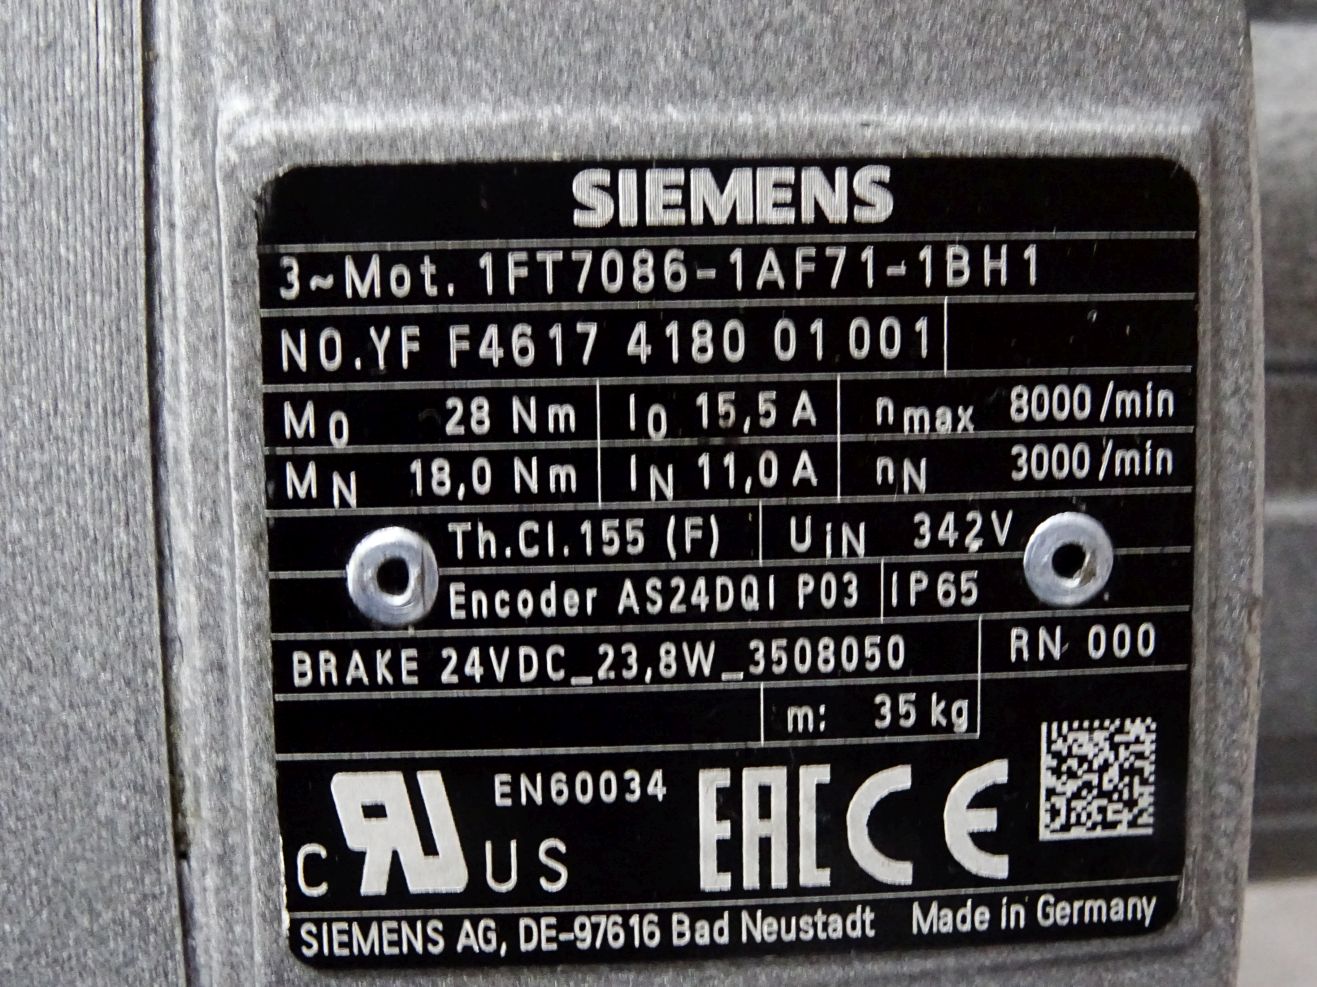 SIEMENS
3~Mot. 1FT7086-1AF71-1BH1
NO.YF F4617 4180 01 001
M0 28 Nm I0 15,5 A nmax 8000/min
MN 18,0 Nm IN 11,0 A nN 3000/min
Th.Cl.155 (F) UiN 342V
Encoder AS24DQI P03 IP65
BRAKE 24VDC_23,8W_3508050 RN 000
m: 35 kg
EN60034
C RU US EAC CE
SIEMENS AG, DE-97616 Bad Neustadt Made in Germany